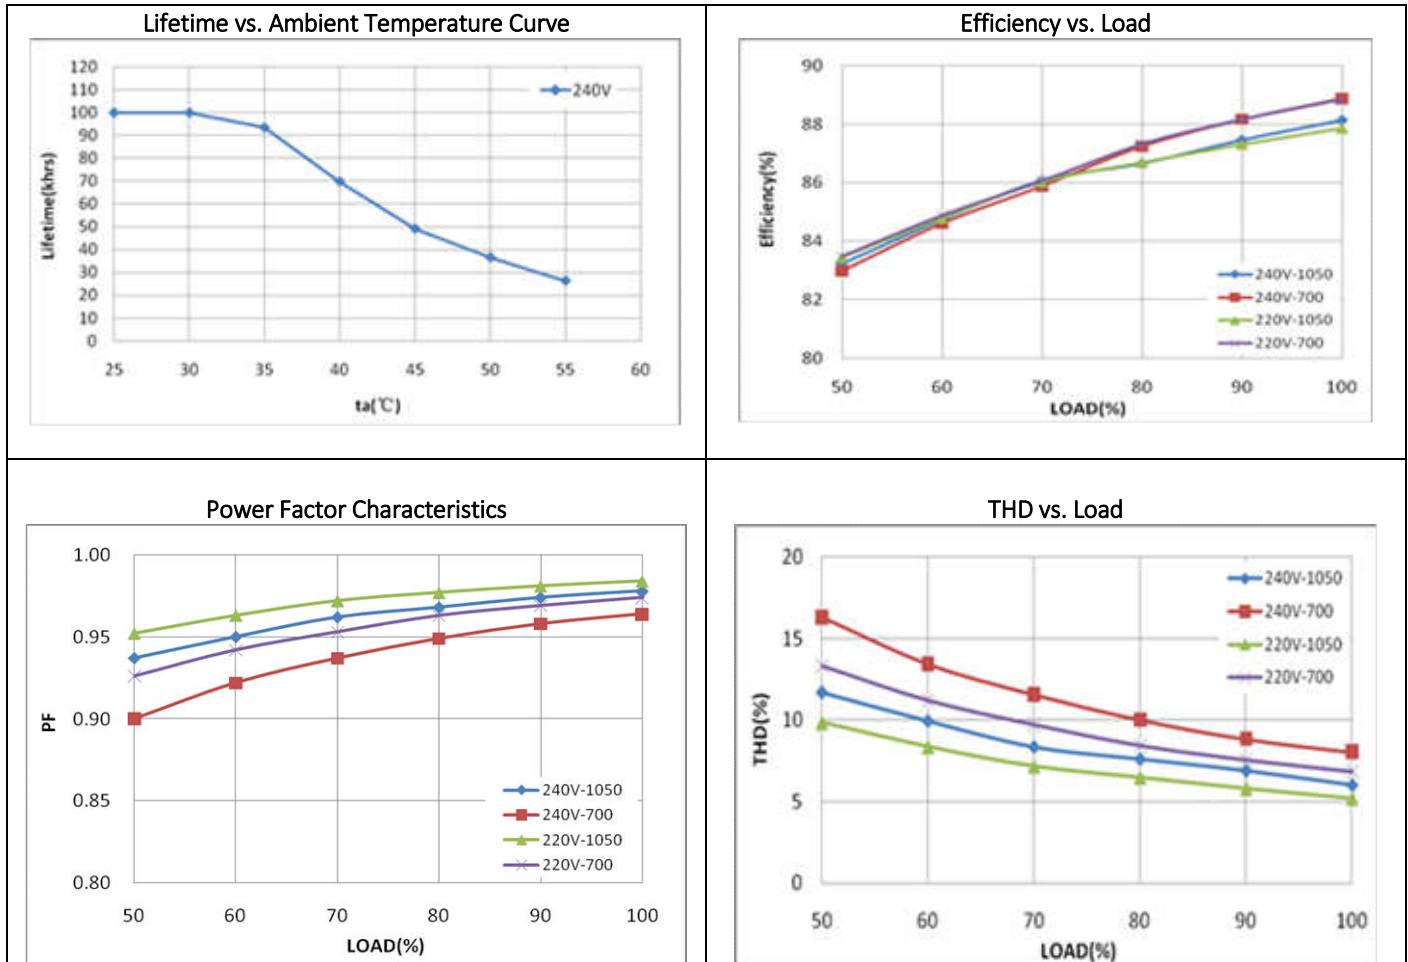 Lifetime vs. Ambient Temperature Curve
120
110
100
90
80
70
60
50
40
30
20
10
0
Lifetime(khrs)
240V
25 30 35 40 45 50 55 60
ta(℃)
Efficiency vs. Load
90
88
86
84
82
80
Efficiency(%)
240V-1050
240V-700
220V-1050
220V-700
50 60 70 80 90 100
LOAD(%)
Power Factor Characteristics
1.00
0.95
0.90
0.85
0.80
PF
240V-1050
240V-700
220V-1050
220V-700
50 60 70 80 90 100
LOAD(%)
THD vs. Load
20
15
10
5
0
THD(%)
240V-1050
240V-700
220V-1050
220V-700
50 60 70 80 90 100
LOAD(%)